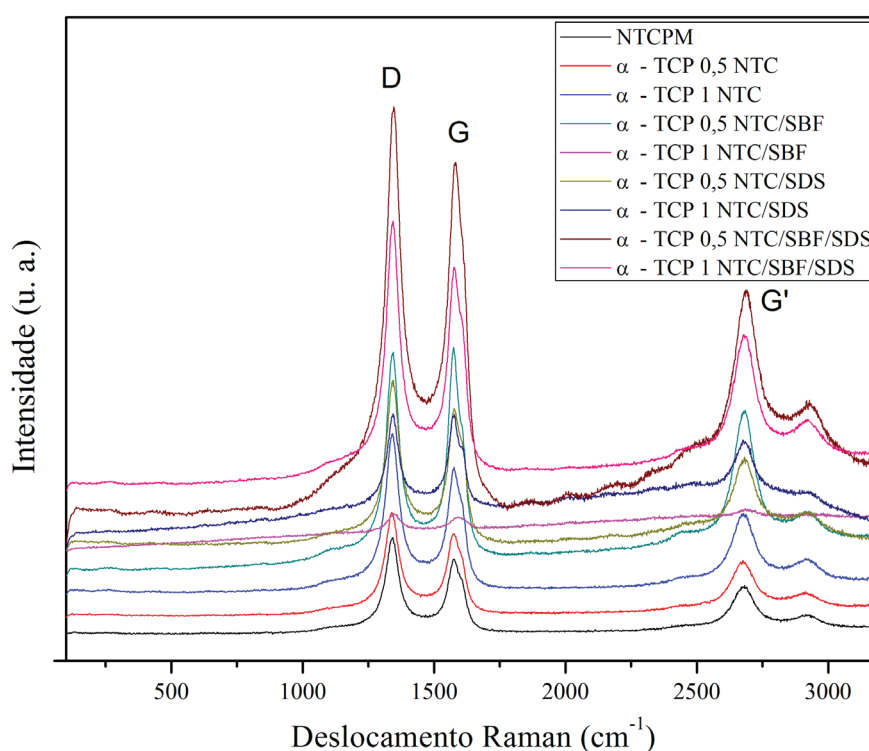 NTCPM
α - TCP 0,5 NTC
α - TCP 1 NTC
α - TCP 0,5 NTC/SBF
α - TCP 1 NTC/SBF
α - TCP 0,5 NTC/SDS
α - TCP 1 NTC/SDS
α - TCP 0,5 NTC/SBF/SDS
α - TCP 1 NTC/SBF/SDS
D
G
G'
Intensidade (u. a.)
500 1000 1500 2000 2500 3000
Deslocamento Raman (cm⁻¹)